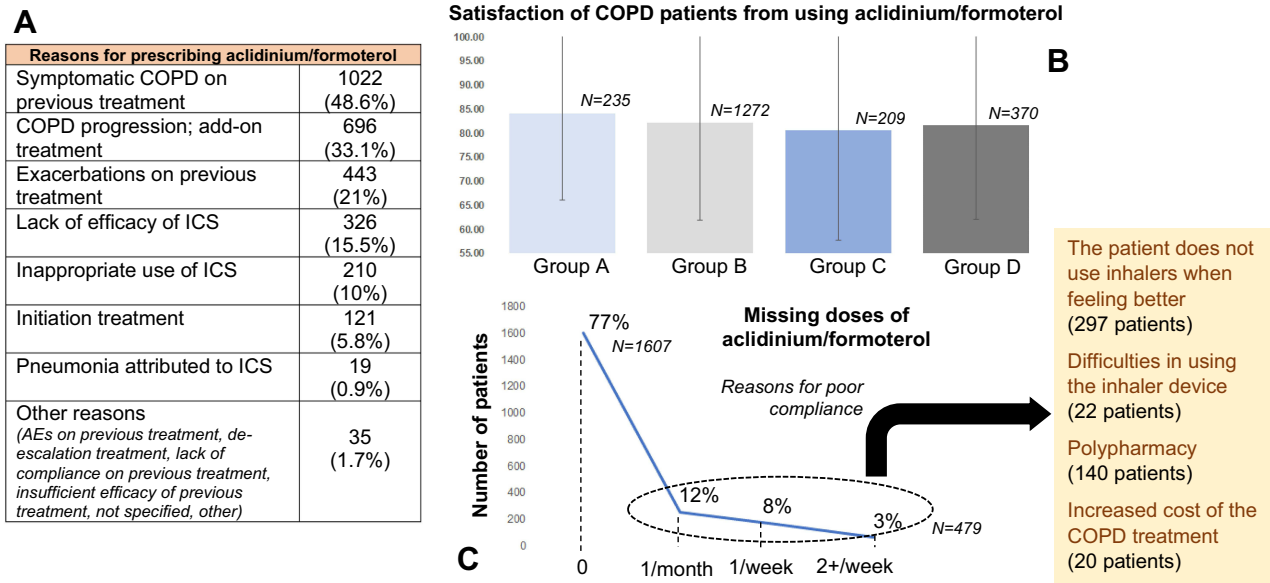 A
Reasons for prescribing aclidinium/formoterol
Symptomatic COPD on
previous treatment
1022
(48.6%)
COPD progression; add-on
treatment
696
(33.1%)
Exacerbations on previous
treatment
443
(21%)
Lack of efficacy of ICS
326
(15.5%)
Inappropriate use of ICS
210
(10%)
Initiation treatment
121
(5.8%)
Pneumonia attributed to ICS
19
(0.9%)
Other reasons
(AEs on previous treatment, de-
escalation treatment, lack of
compliance on previous treatment,
insufficient efficacy of previous
treatment, not specified, other)
35
(1.7%)
Satisfaction of COPD patients from using aclidinium/formoterol
B
100.00
95.00
90.00
85.00
80.00
75.00
70.00
65.00
60.00
55.00
N=235
N=1272
N=209
N=370
Group A
Group B
Group C
Group D
C
Missing doses of
aclidinium/formoterol
Number of patients
1800
1600
1400
1200
1000
800
600
400
200
0
77%
N=1607
12%
8%
3%
N=479
0
1/month
1/week
2+/week
Reasons for poor
compliance
The patient does not
use inhalers when
feeling better
(297 patients)
Difficulties in using
the inhaler device
(22 patients)
Polypharmacy
(140 patients)
Increased cost of the
COPD treatment
(20 patients)